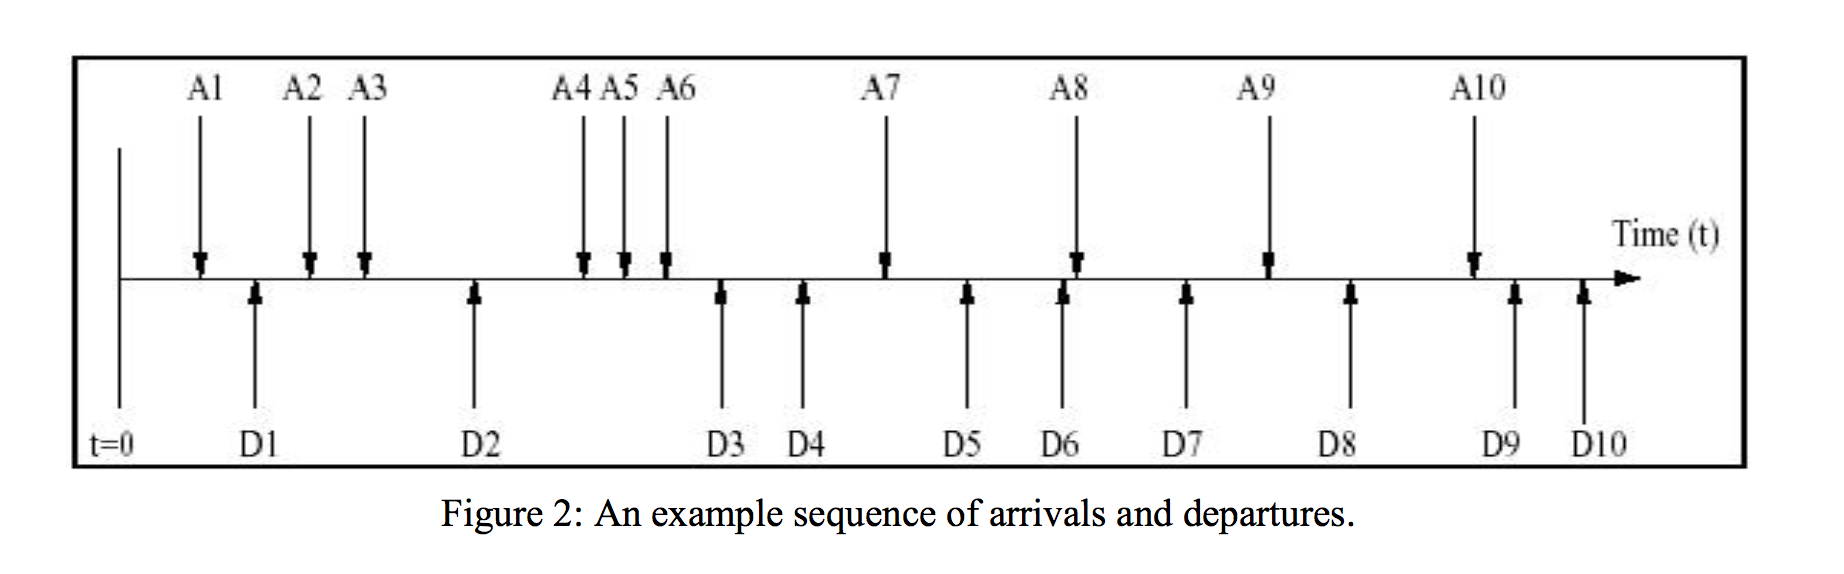 A1 A2 A3 A4 A5 A6 A7 A8 A9 A10
Time (t)
t=0 D1 D2 D3 D4 D5 D6 D7 D8 D9 D10
Figure 2: An example sequence of arrivals and departures.